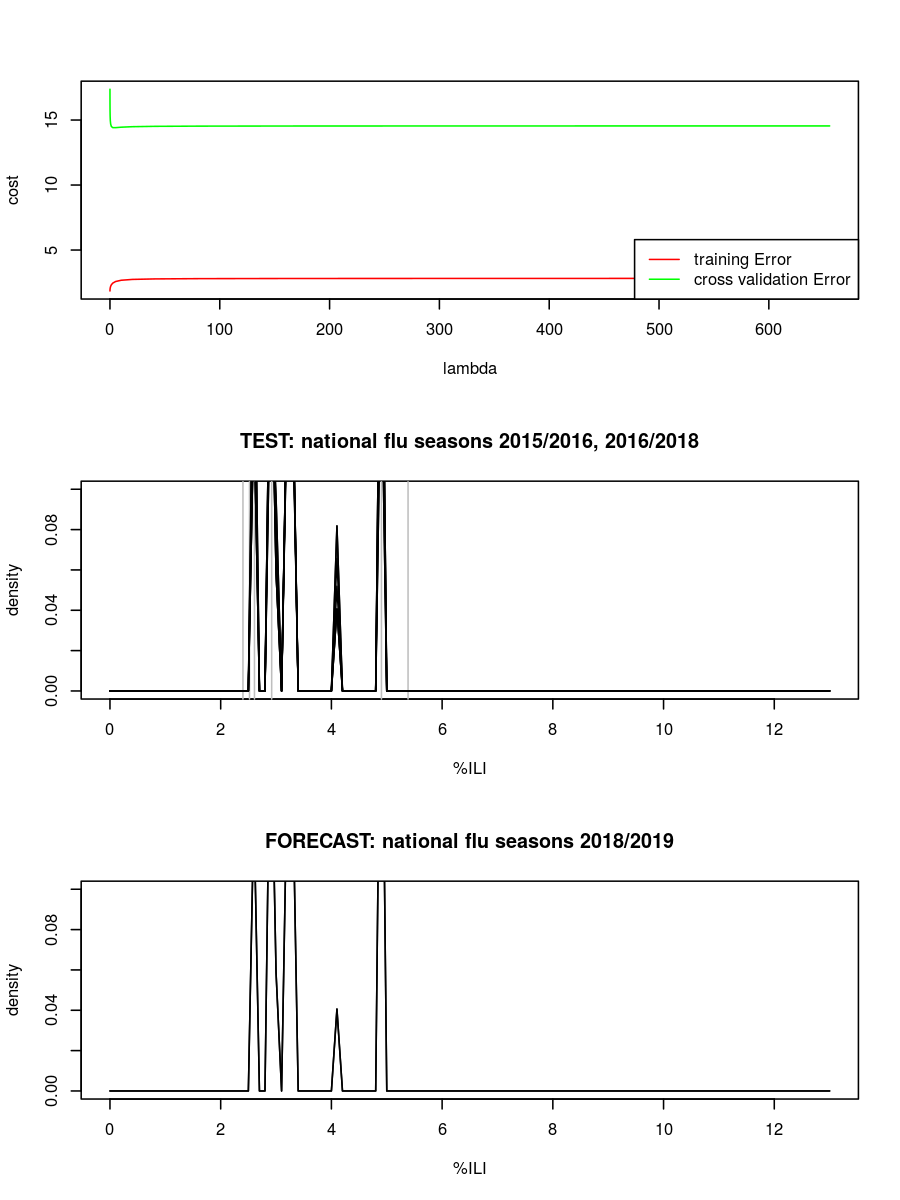 15
10
5
cost
training Error
cross validation Error
0 100 200 300 400 500 600
lambda
TEST: national flu seasons 2015/2016, 2016/2018
0.08
0.04
0.00
density
0 2 4 6 8 10 12
%ILI
FORECAST: national flu seasons 2018/2019
0.08
0.04
0.00
density
0 2 4 6 8 10 12
%ILI